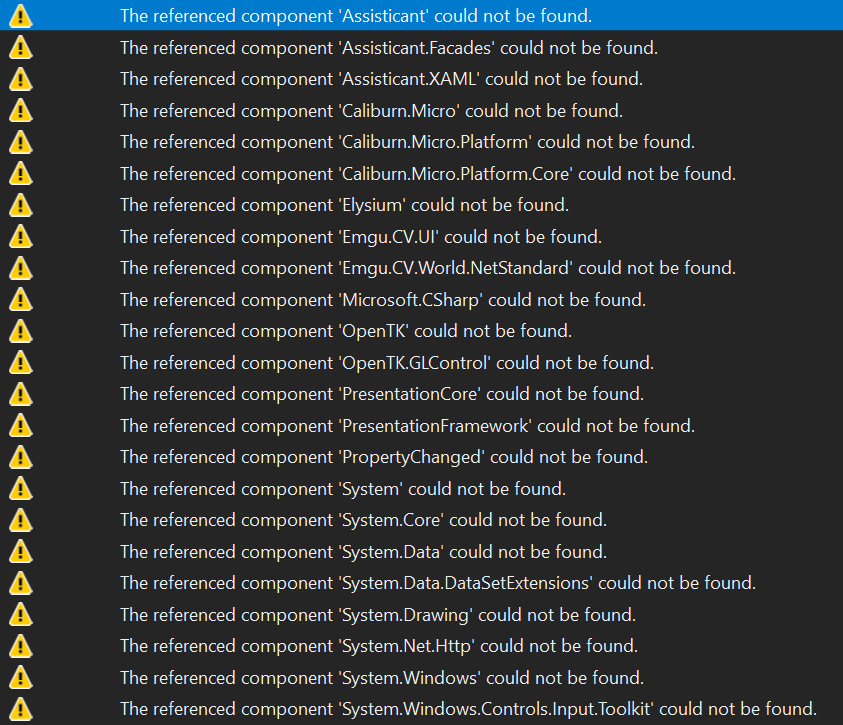 The referenced component 'Assisticant' could not be found.
The referenced component 'Assisticant.Facades' could not be found.
The referenced component 'Assisticant.XAML' could not be found.
The referenced component 'Caliburn.Micro' could not be found.
The referenced component 'Caliburn.Micro.Platform' could not be found.
The referenced component 'Caliburn.Micro.Platform.Core' could not be found.
The referenced component 'Elysium' could not be found.
The referenced component 'Emgu.CV.UI' could not be found.
The referenced component 'Emgu.CV.World.NetStandard' could not be found.
The referenced component 'Microsoft.CSharp' could not be found.
The referenced component 'OpenTK' could not be found.
The referenced component 'OpenTK.GLControl' could not be found.
The referenced component 'PresentationCore' could not be found.
The referenced component 'PresentationFramework' could not be found.
The referenced component 'PropertyChanged' could not be found.
The referenced component 'System' could not be found.
The referenced component 'System.Core' could not be found.
The referenced component 'System.Data' could not be found.
The referenced component 'System.Data.DataSetExtensions' could not be found.
The referenced component 'System.Drawing' could not be found.
The referenced component 'System.Net.Http' could not be found.
The referenced component 'System.Windows' could not be found.
The referenced component 'System.Windows.Controls.Input.Toolkit' could not be found.